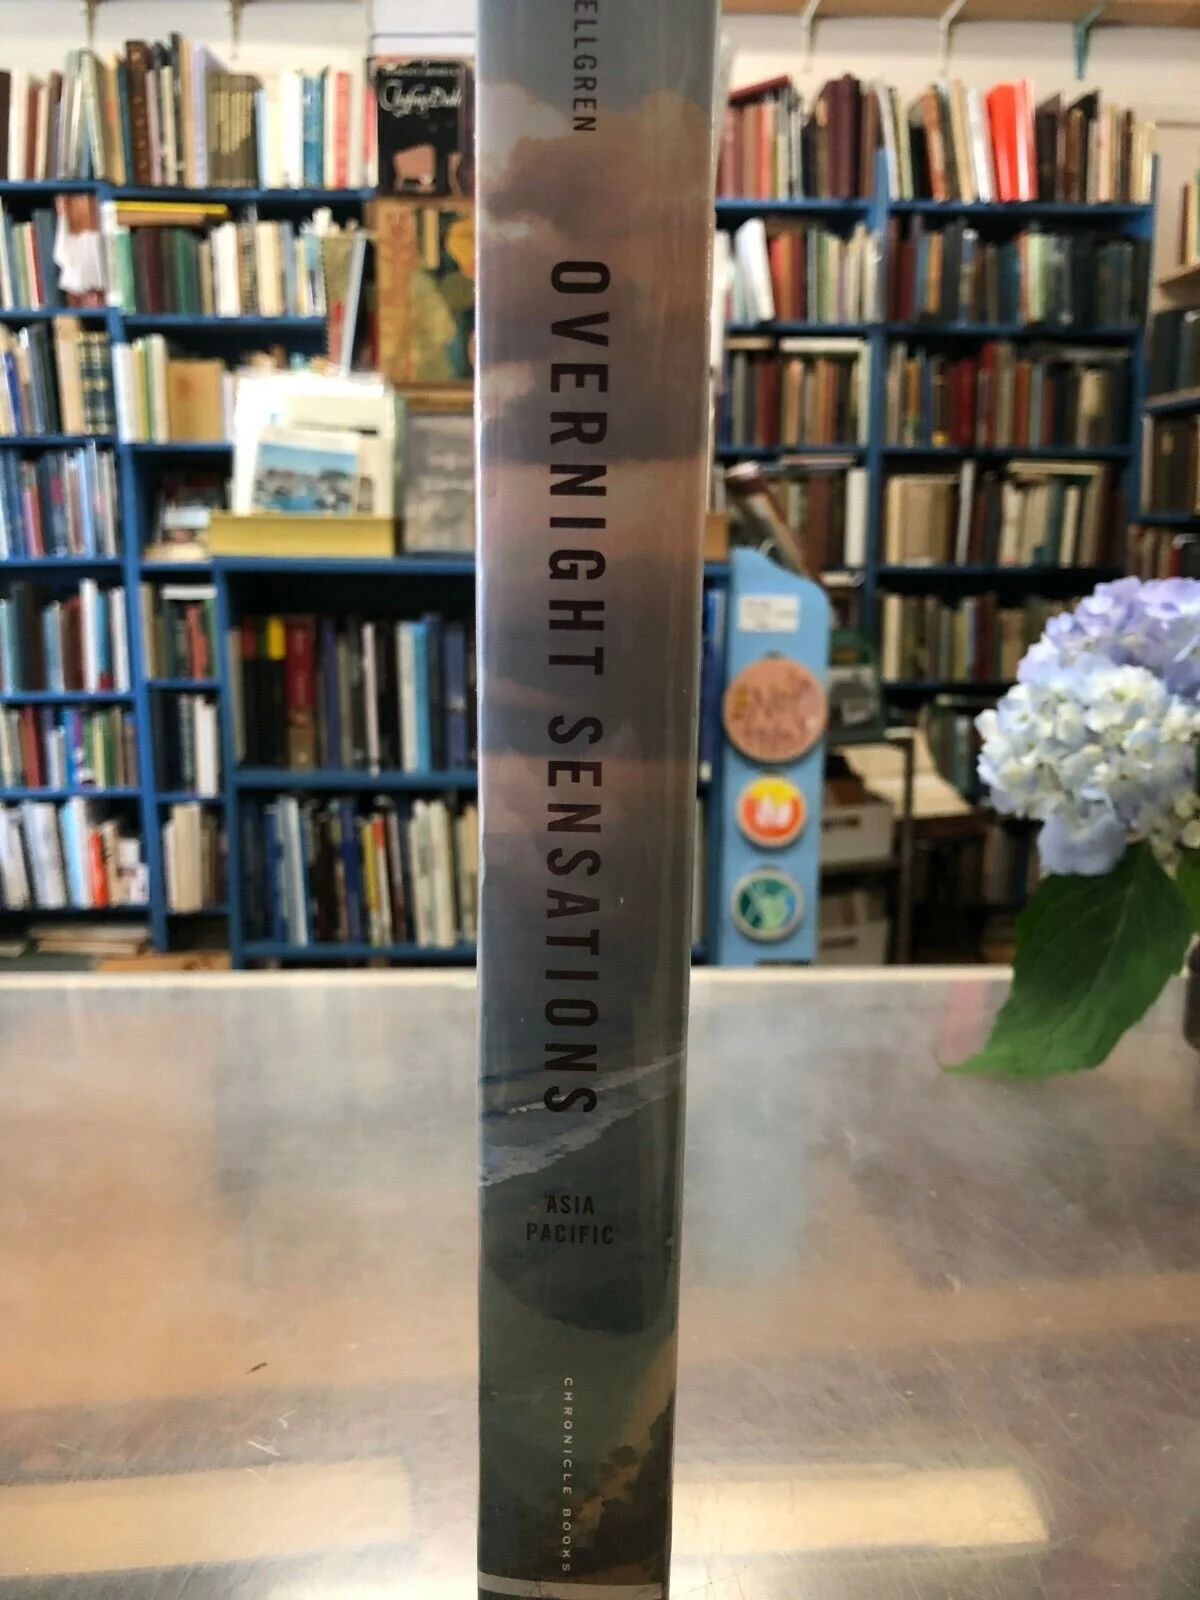 ELLGREN
OVERNIGHT SENSATIONS
ASIA
PACIFIC
CHRONICLE BOOKS